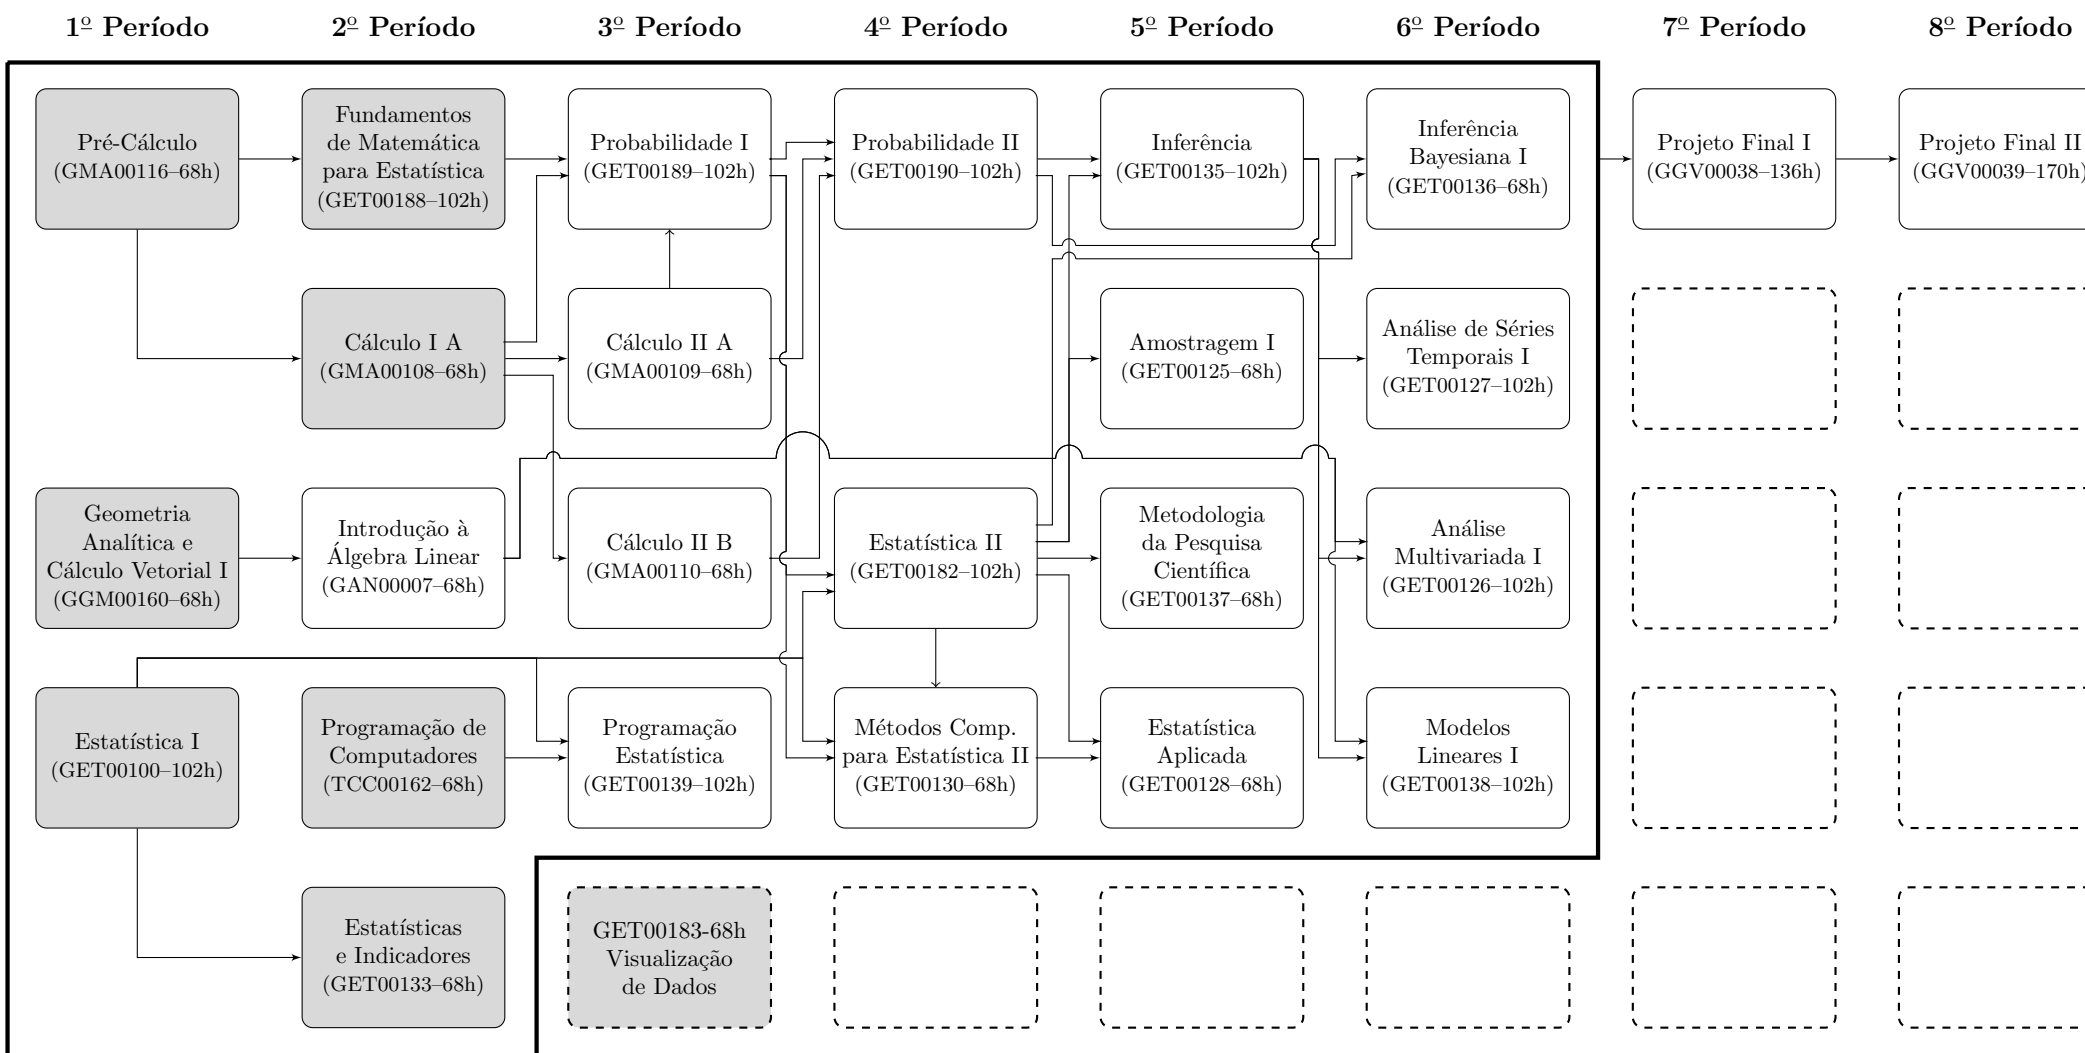 1º Período
2º Período
3º Período
4º Período
5º Período
6º Período
7º Período
8º Período
Pré-Cálculo
(GMA00116–68h)
Fundamentos
de Matemática
para Estatística
(GET00188–102h)
Probabilidade I
(GET00189–102h)
Probabilidade II
(GET00190–102h)
Inferência
(GET00135–102h)
Inferência
Bayesiana I
(GET00136–68h)
Projeto Final I
(GGV00038–136h)
Projeto Final II
(GGV00039–170h)
Cálculo I A
(GMA00108–68h)
Cálculo II A
(GMA00109–68h)
Amostragem I
(GET00125–68h)
Análise de Séries
Temporais I
(GET00127–102h)
Geometria
Analítica e
Cálculo Vetorial I
(GGM00160–68h)
Introdução à
Álgebra Linear
(GAN00007–68h)
Cálculo II B
(GMA00110–68h)
Estatística II
(GET00182–102h)
Metodologia
da Pesquisa
Científica
(GET00137–68h)
Análise
Multivariada I
(GET00126–102h)
Estatística I
(GET00100–102h)
Programação de
Computadores
(TCC00162–68h)
Programação
Estatística
(GET00139–102h)
Métodos Comp.
para Estatística II
(GET00130–68h)
Estatística
Aplicada
(GET00128–68h)
Modelos
Lineares I
(GET00138–102h)
Estatísticas
e Indicadores
(GET00133–68h)
GET00183-68h
Visualização
de Dados